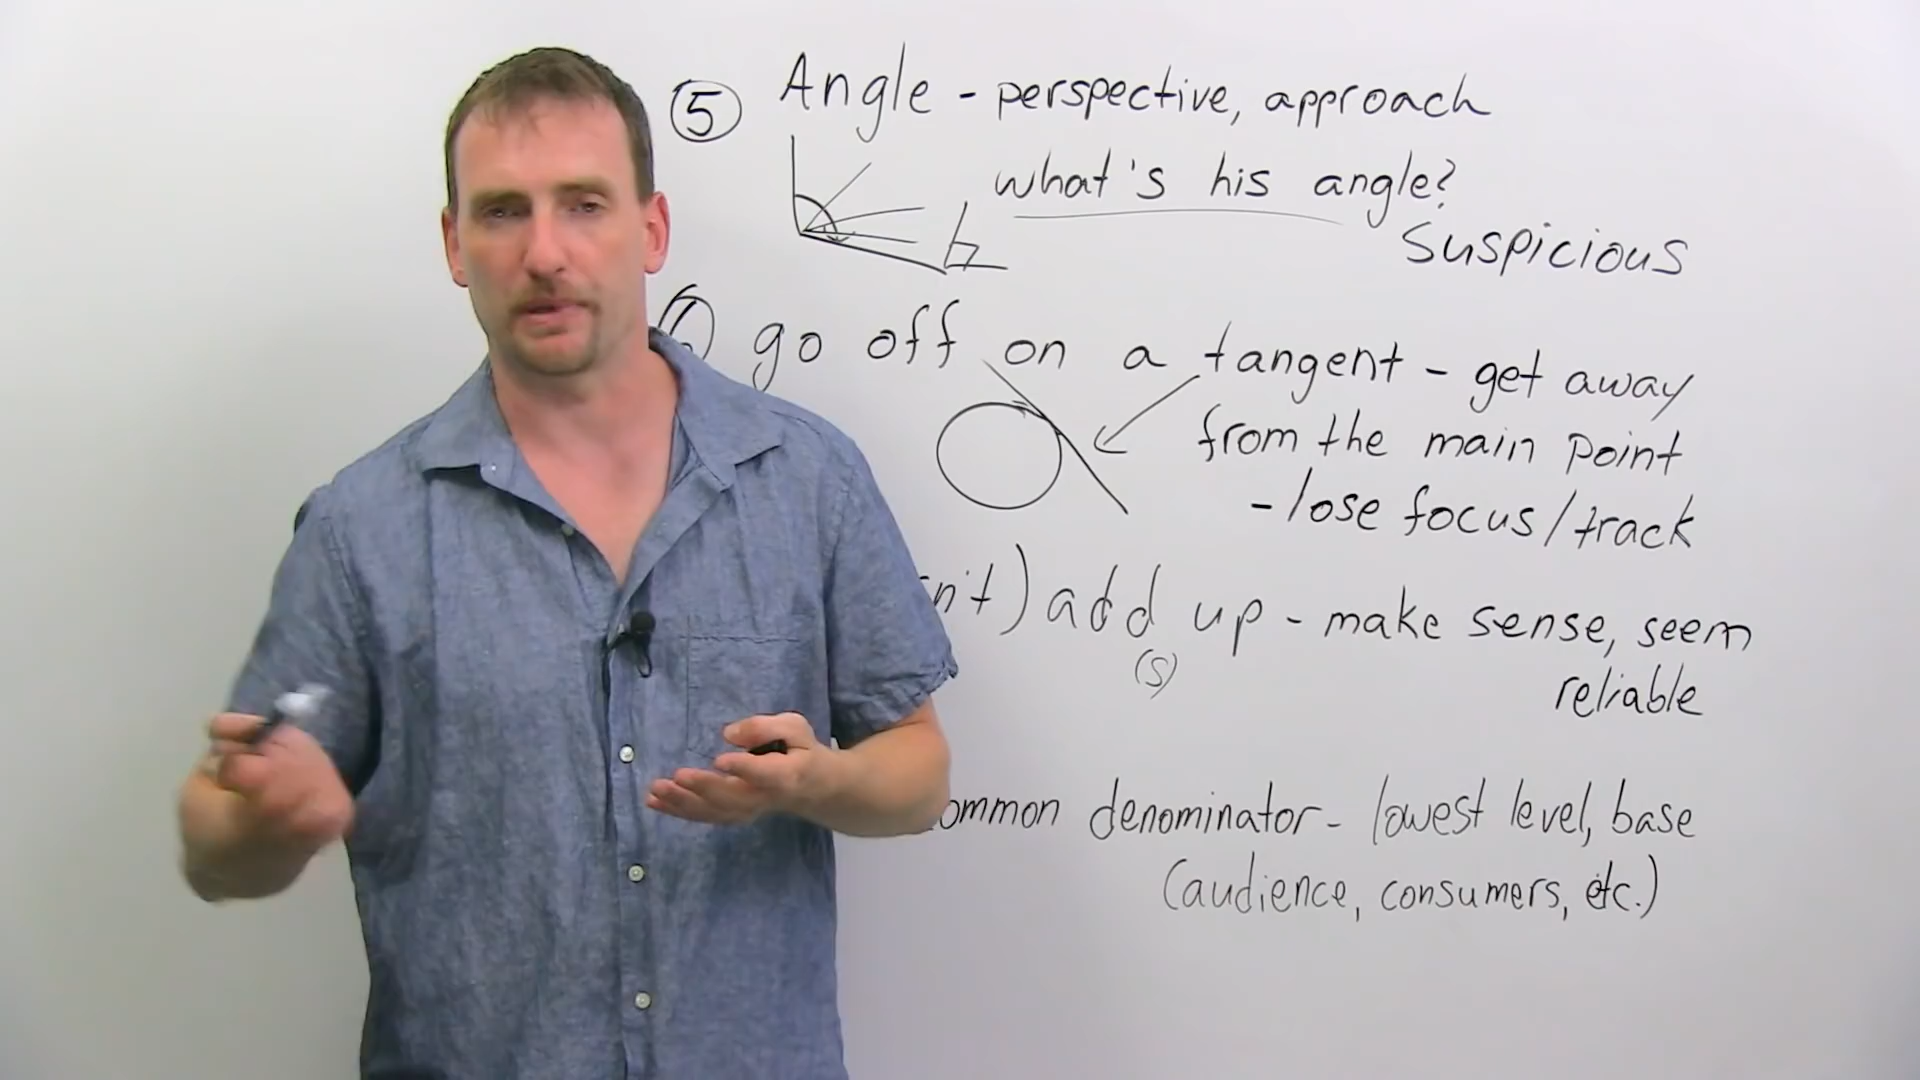 5 Angle - perspective, approach
what's his angle?
suspicious
go off on a tangent - get away
from the main point
- lose focus/track
n't) add up - make sense, seem
(s)
reliable
ommon denominator - lowest level, base
(audience, consumers, etc.)